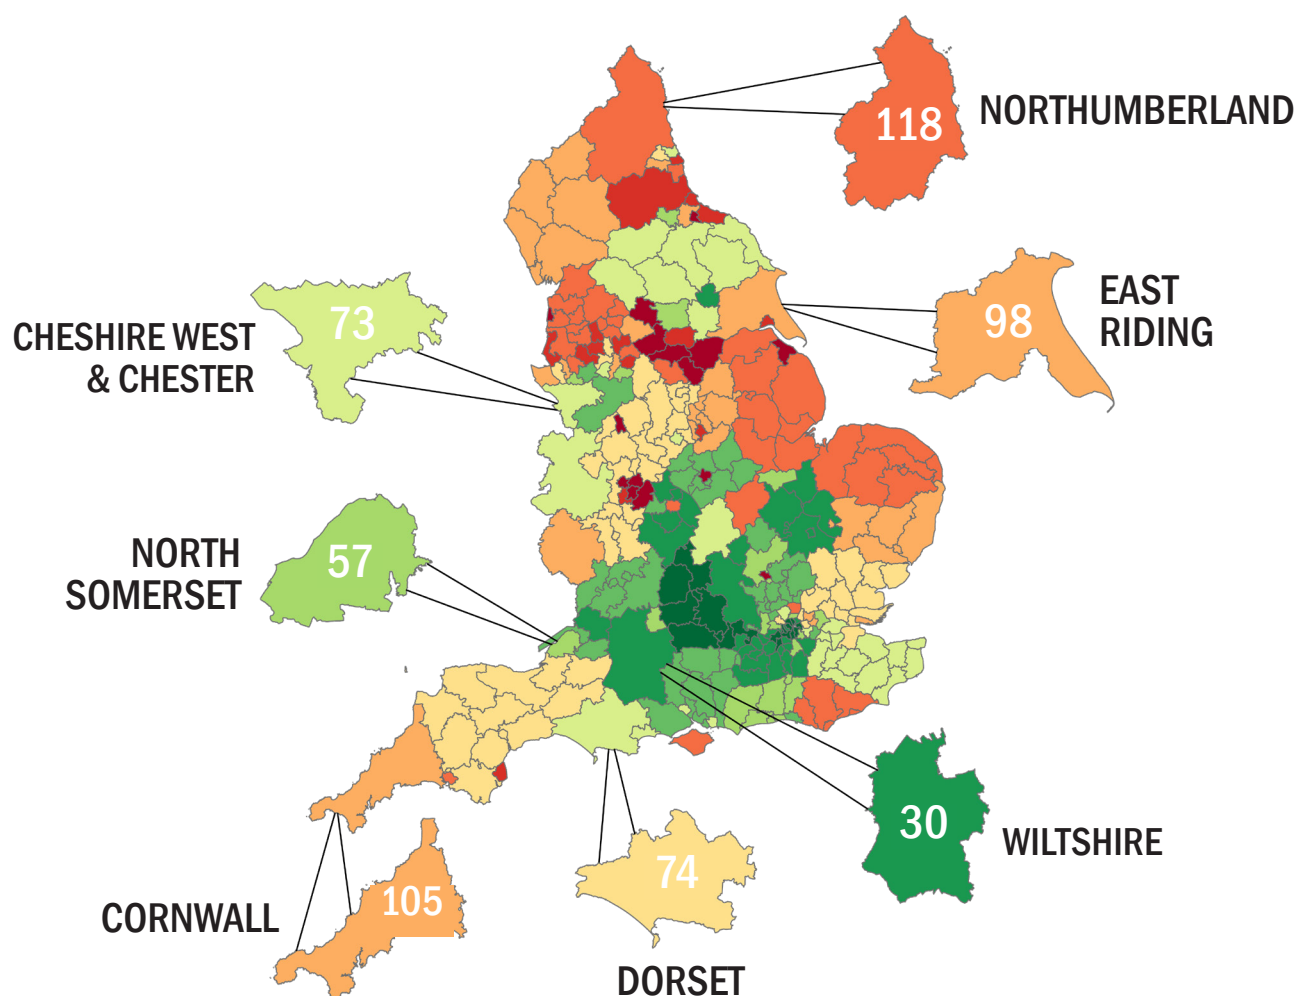 118
NORTHUMBERLAND
98
EAST
RIDING
73
CHESHIRE WEST
& CHESTER
57
NORTH
SOMERSET
30
WILTSHIRE
74
DORSET
105
CORNWALL